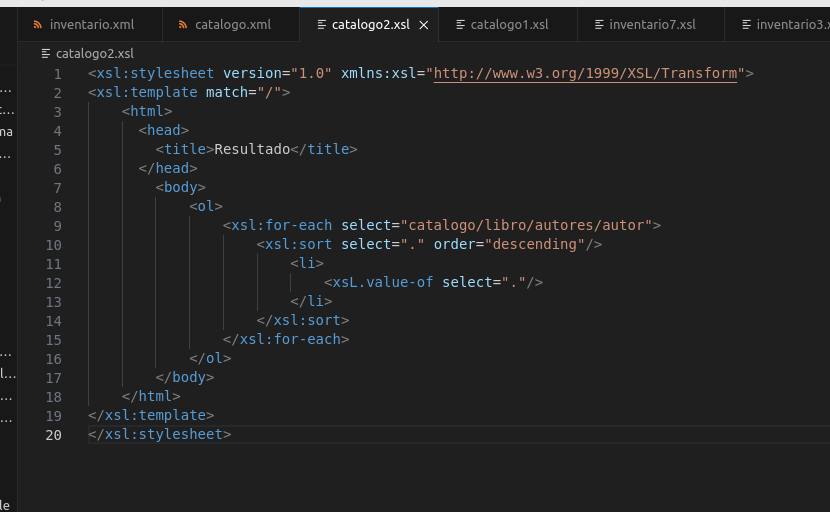 inventario.xml catalogo.xml catalogo2.xsl catalogo1.xsl inventario7.xsl inventario3.x
catalogo2.xsl
1 <xsl:stylesheet version="1.0" xmlns:xsl="http://www.w3.org/1999/XSL/Transform">
2 <xsl:template match="/">
3 <html>
4 <head>
5 <title>Resultado</title>
6 </head>
7 <body>
8 <ol>
9 <xsl:for-each select="catalogo/libro/autores/autor">
10 <xsl:sort select="." order="descending"/>
11 <li>
12 <xsL.value-of select="."/>
13 </li>
14 </xsl:sort>
15 </xsl:for-each>
16 </ol>
17 </body>
18 </html>
19 </xsl:template>
20 </xsl:stylesheet>
...
t...
ma
...
...
l...
...
...
le